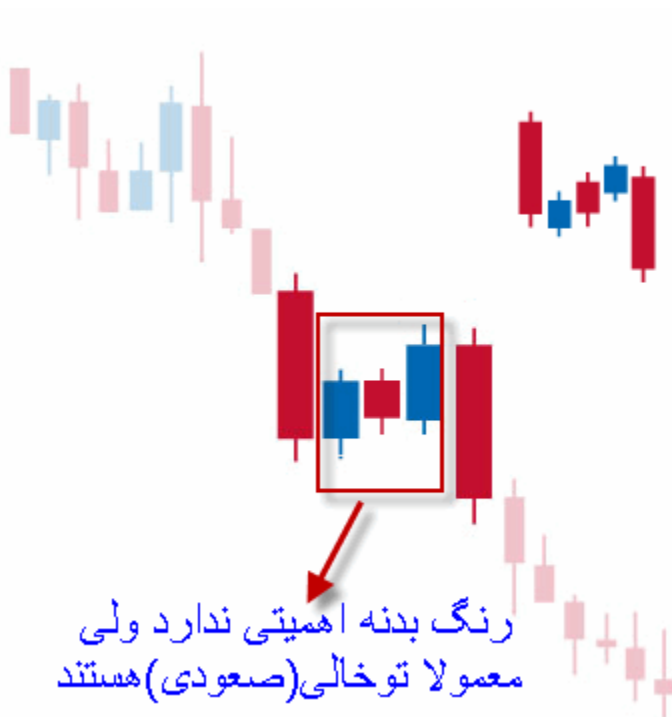 رنگ بدنه اهمیتی ندارد ولی
معمولا توخالی(صعودی)هستند